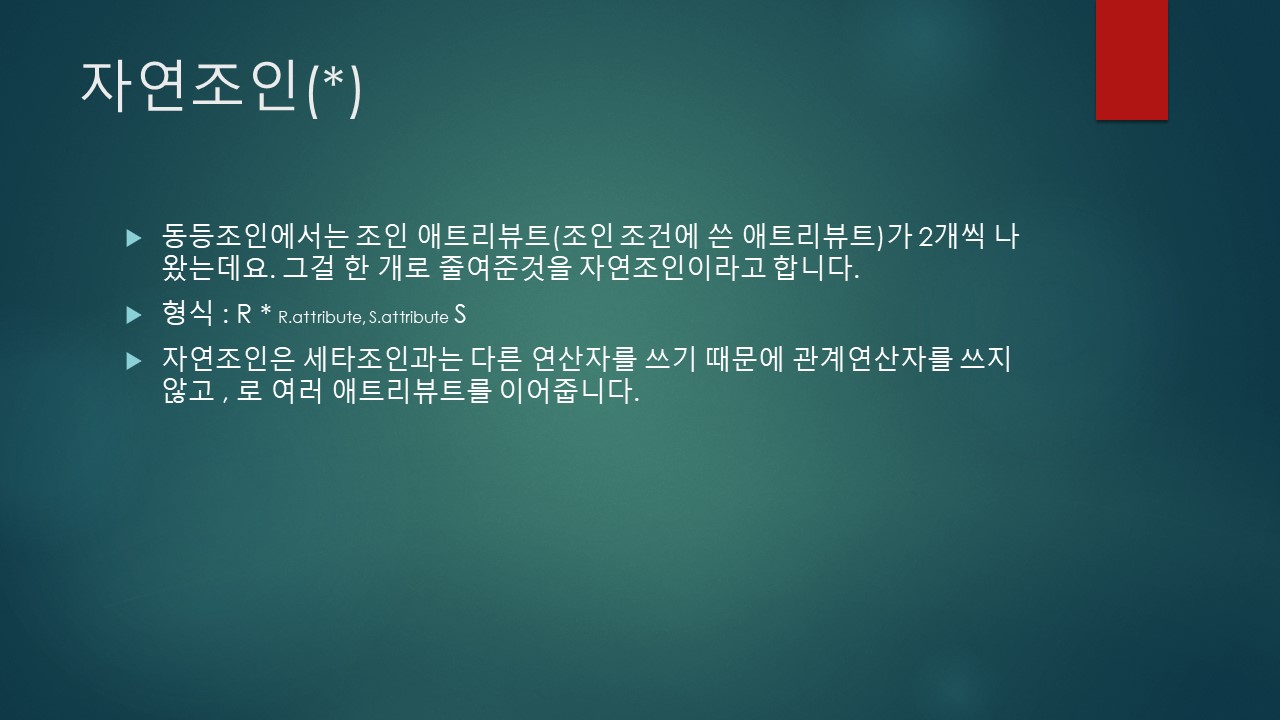 자연조인(*)
동등조인에서는 조인 애트리뷰트(조인 조건에 쓴 애트리뷰트)가 2개씩 나
왔는데요. 그걸 한 개로 줄여준것을 자연조인이라고 합니다.
형식 : R * R.attribute, S.attribute S
자연조인은 세타조인과는 다른 연산자를 쓰기 때문에 관계연산자를 쓰지
않고 , 로 여러 애트리뷰트를 이어줍니다.